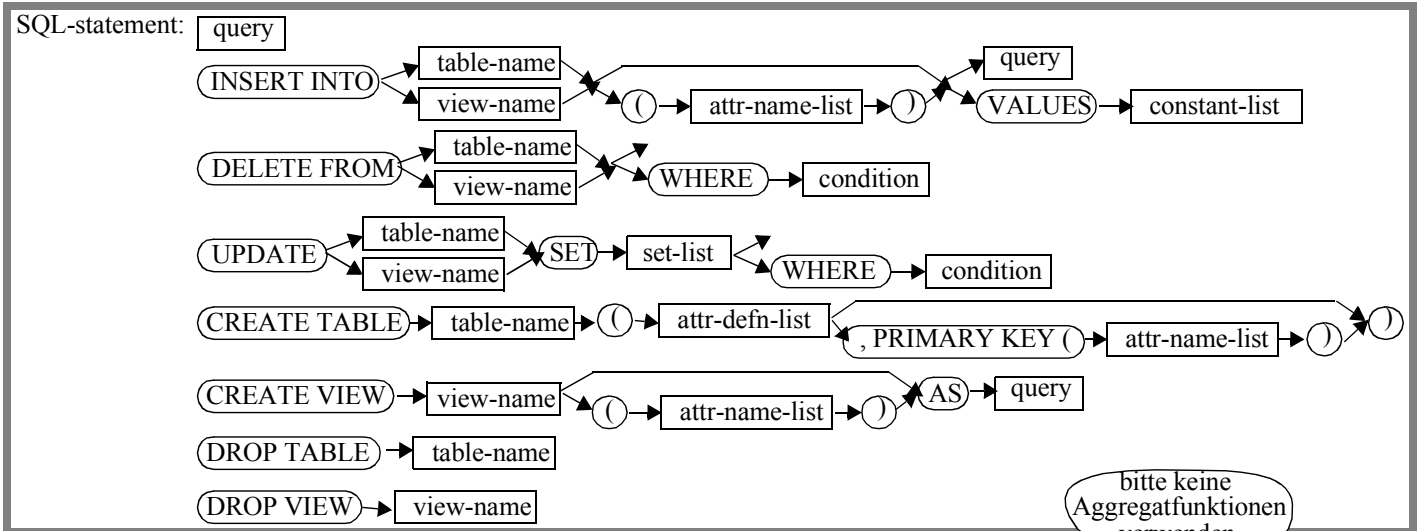 SQL-statement: query
INSERT INTO table-name view-name ( attr-name-list ) query VALUES constant-list
DELETE FROM table-name view-name WHERE condition
UPDATE table-name view-name SET set-list WHERE condition
CREATE TABLE table-name ( attr-defn-list , PRIMARY KEY ( attr-name-list ) )
CREATE VIEW view-name ( attr-name-list ) AS query
DROP TABLE table-name
DROP VIEW view-name
bitte keine
Aggregatfunktionen
verwenden